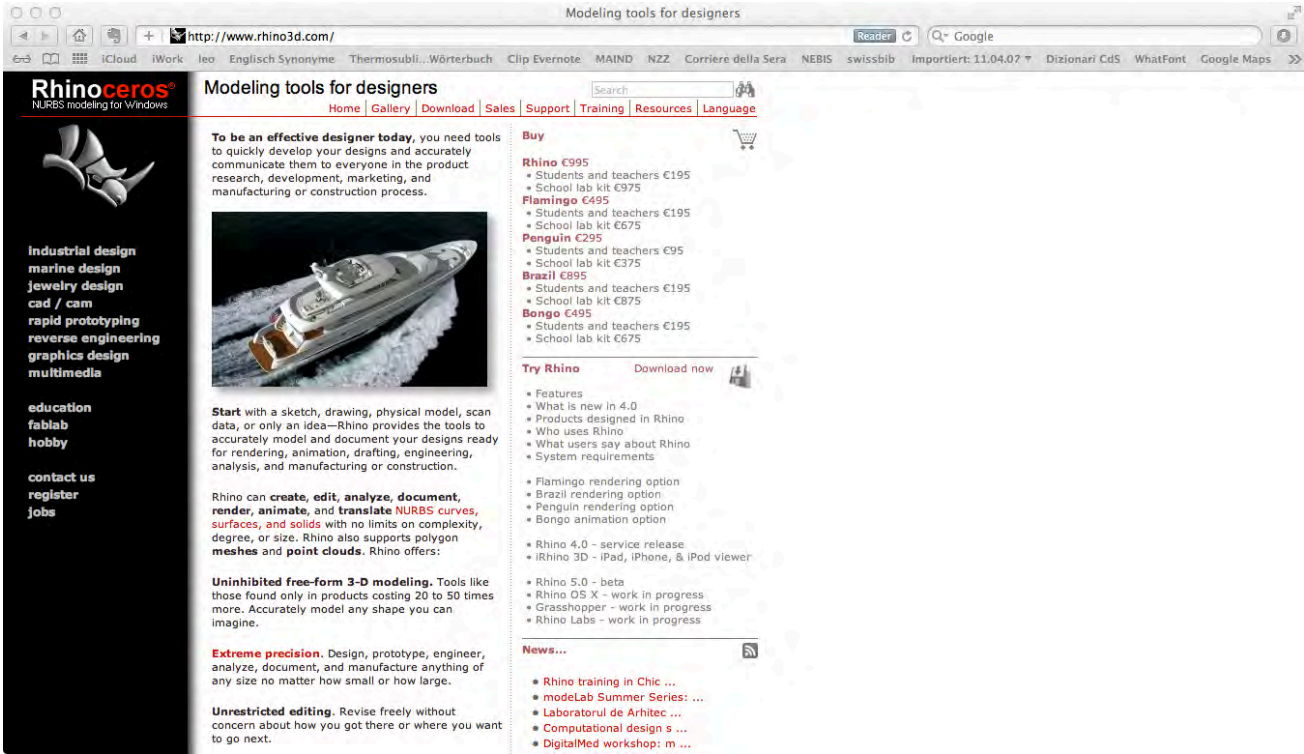 Modeling tools for designers
http://www.rhino3d.com/
Reader
Google
iCloud iWork leo Englisch Synonyme Thermosubli...Wörterbuch Clip Evernote MAIND NZZ Corriere della Sera NEBIS swissbib Importiert: 11.04.07 Dizionari CdS WhatFont Google Maps
Rhinoceros®
NURBS modeling for Windows
industrial design
marine design
jewelry design
cad / cam
rapid prototyping
reverse engineering
graphics design
multimedia
education
fablab
hobby
contact us
register
jobs
Modeling tools for designers
Search
Home Gallery Download Sales Support Training Resources Language
To be an effective designer today, you need tools
to quickly develop your designs and accurately
communicate them to everyone in the product
research, development, marketing, and
manufacturing or construction process.
Start with a sketch, drawing, physical model, scan
data, or only an idea—Rhino provides the tools to
accurately model and document your designs ready
for rendering, animation, drafting, engineering,
analysis, and manufacturing or construction.
Rhino can create, edit, analyze, document,
render, animate, and translate NURBS curves,
surfaces, and solids with no limits on complexity,
degree, or size. Rhino also supports polygon
meshes and point clouds. Rhino offers:
Uninhibited free-form 3-D modeling. Tools like
those found only in products costing 20 to 50 times
more. Accurately model any shape you can
imagine.
Extreme precision. Design, prototype, engineer,
analyze, document, and manufacture anything of
any size no matter how small or how large.
Unrestricted editing. Revise freely without
concern about how you got there or where you want
to go next.
Buy
Rhino €995
• Students and teachers €195
• School lab kit €975
Flamingo €495
• Students and teachers €195
• School lab kit €675
Penguin €295
• Students and teachers €95
• School lab kit €375
Brazil €895
• Students and teachers €195
• School lab kit €875
Bongo €495
• Students and teachers €195
• School lab kit €675
Try Rhino Download now
• Features
• What is new in 4.0
• Products designed in Rhino
• Who uses Rhino
• What users say about Rhino
• System requirements
• Flamingo rendering option
• Brazil rendering option
• Penguin rendering option
• Bongo animation option
• Rhino 4.0 - service release
• iRhino 3D - iPad, iPhone, & iPod viewer
• Rhino 5.0 - beta
• Rhino OS X - work in progress
• Grasshopper - work in progress
• Rhino Labs - work in progress
News...
• Rhino training in Chic ...
• modeLab Summer Series: ...
• Laboratorul de Arhitec ...
• Computational design s ...
• DigitalMed workshop: m ...